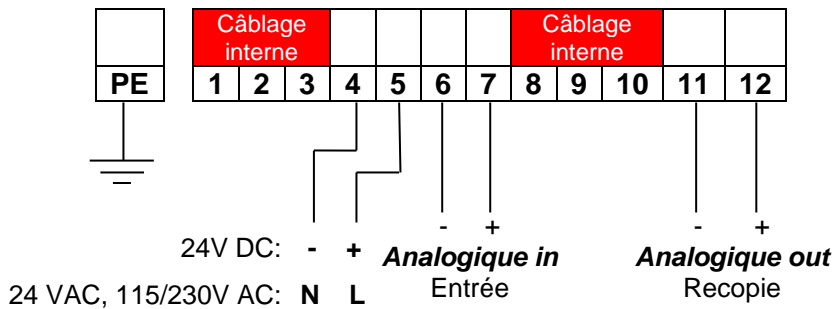 Câblage interne Câblage interne
PE 1 2 3 4 5 6 7 8 9 10 11 12
- + - +
24V DC: - + Analogique in Analogique out
24 VAC, 115/230V AC: N L Entrée Recopie